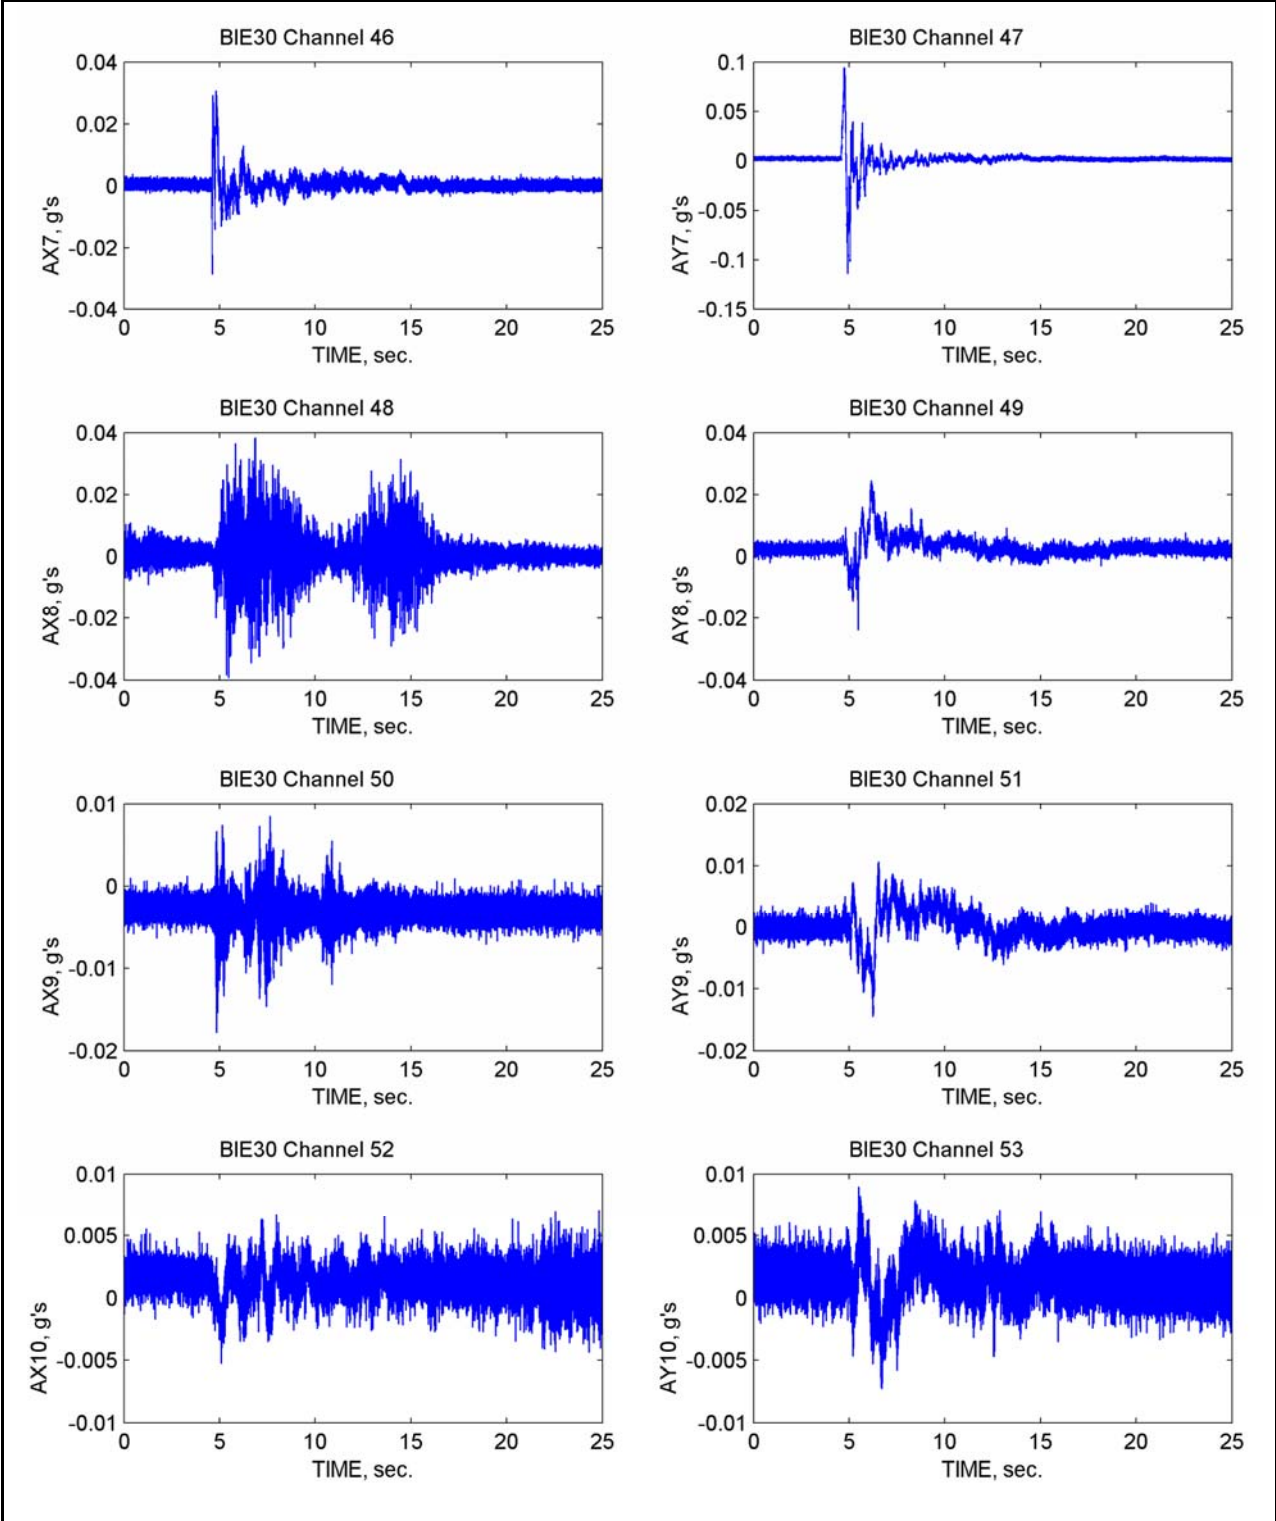 BIE30 Channel 46
0.04
0.02
0
-0.02
-0.04
AX7, g's
0 5 10 15 20 25
TIME, sec.
BIE30 Channel 47
0.1
0.05
0
-0.05
-0.1
-0.15
AY7, g's
0 5 10 15 20 25
TIME, sec.
BIE30 Channel 48
0.04
0.02
0
-0.02
-0.04
AX8, g's
0 5 10 15 20 25
TIME, sec.
BIE30 Channel 49
0.04
0.02
0
-0.02
-0.04
AY8, g's
0 5 10 15 20 25
TIME, sec.
BIE30 Channel 50
0.01
0
-0.01
-0.02
AX9, g's
0 5 10 15 20 25
TIME, sec.
BIE30 Channel 51
0.02
0.01
0
-0.01
-0.02
AY9, g's
0 5 10 15 20 25
TIME, sec.
BIE30 Channel 52
0.01
0.005
0
-0.005
-0.01
AX10, g's
0 5 10 15 20 25
TIME, sec.
BIE30 Channel 53
0.01
0.005
0
-0.005
-0.01
AY10, g's
0 5 10 15 20 25
TIME, sec.